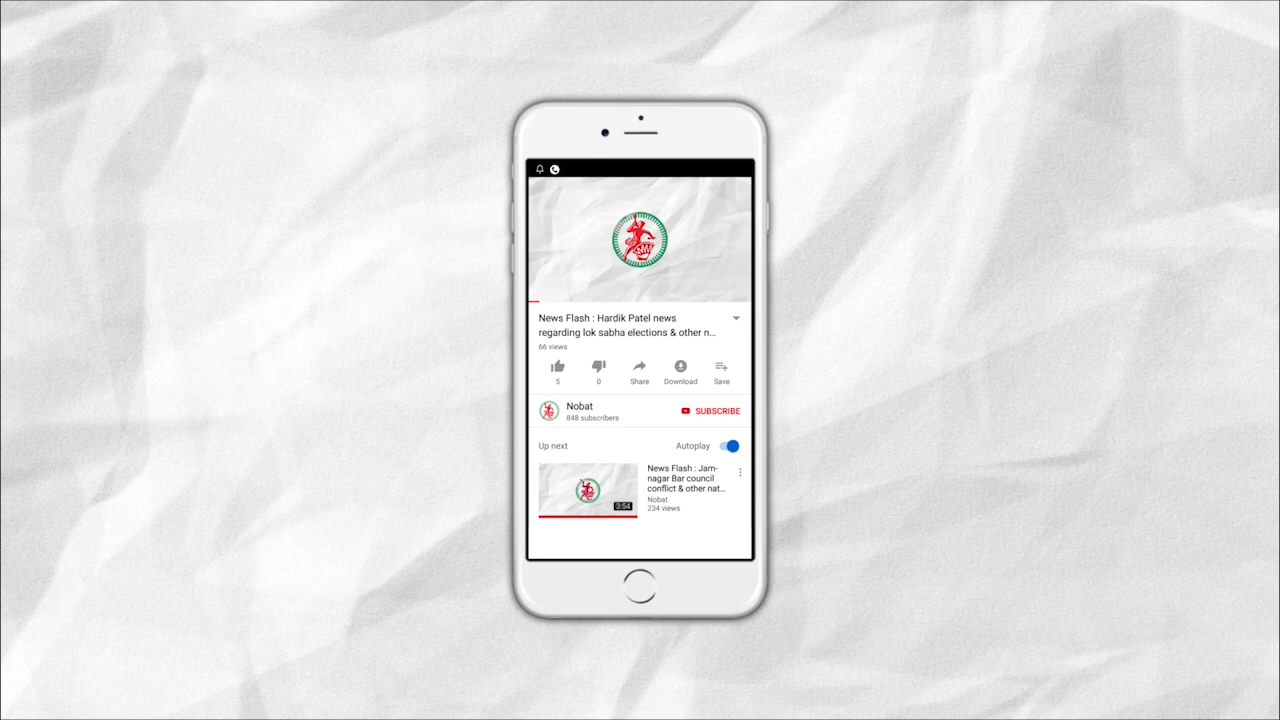 News Flash : Hardik Patel news
regarding lok sabha elections & other n...
66 views
5
0
Share
Download
Save
Nobat
848 subscribers
SUBSCRIBE
Up next
Autoplay
3:54
News Flash : Jam-
nagar Bar council
conflict & other nat...
Nobat
234 views